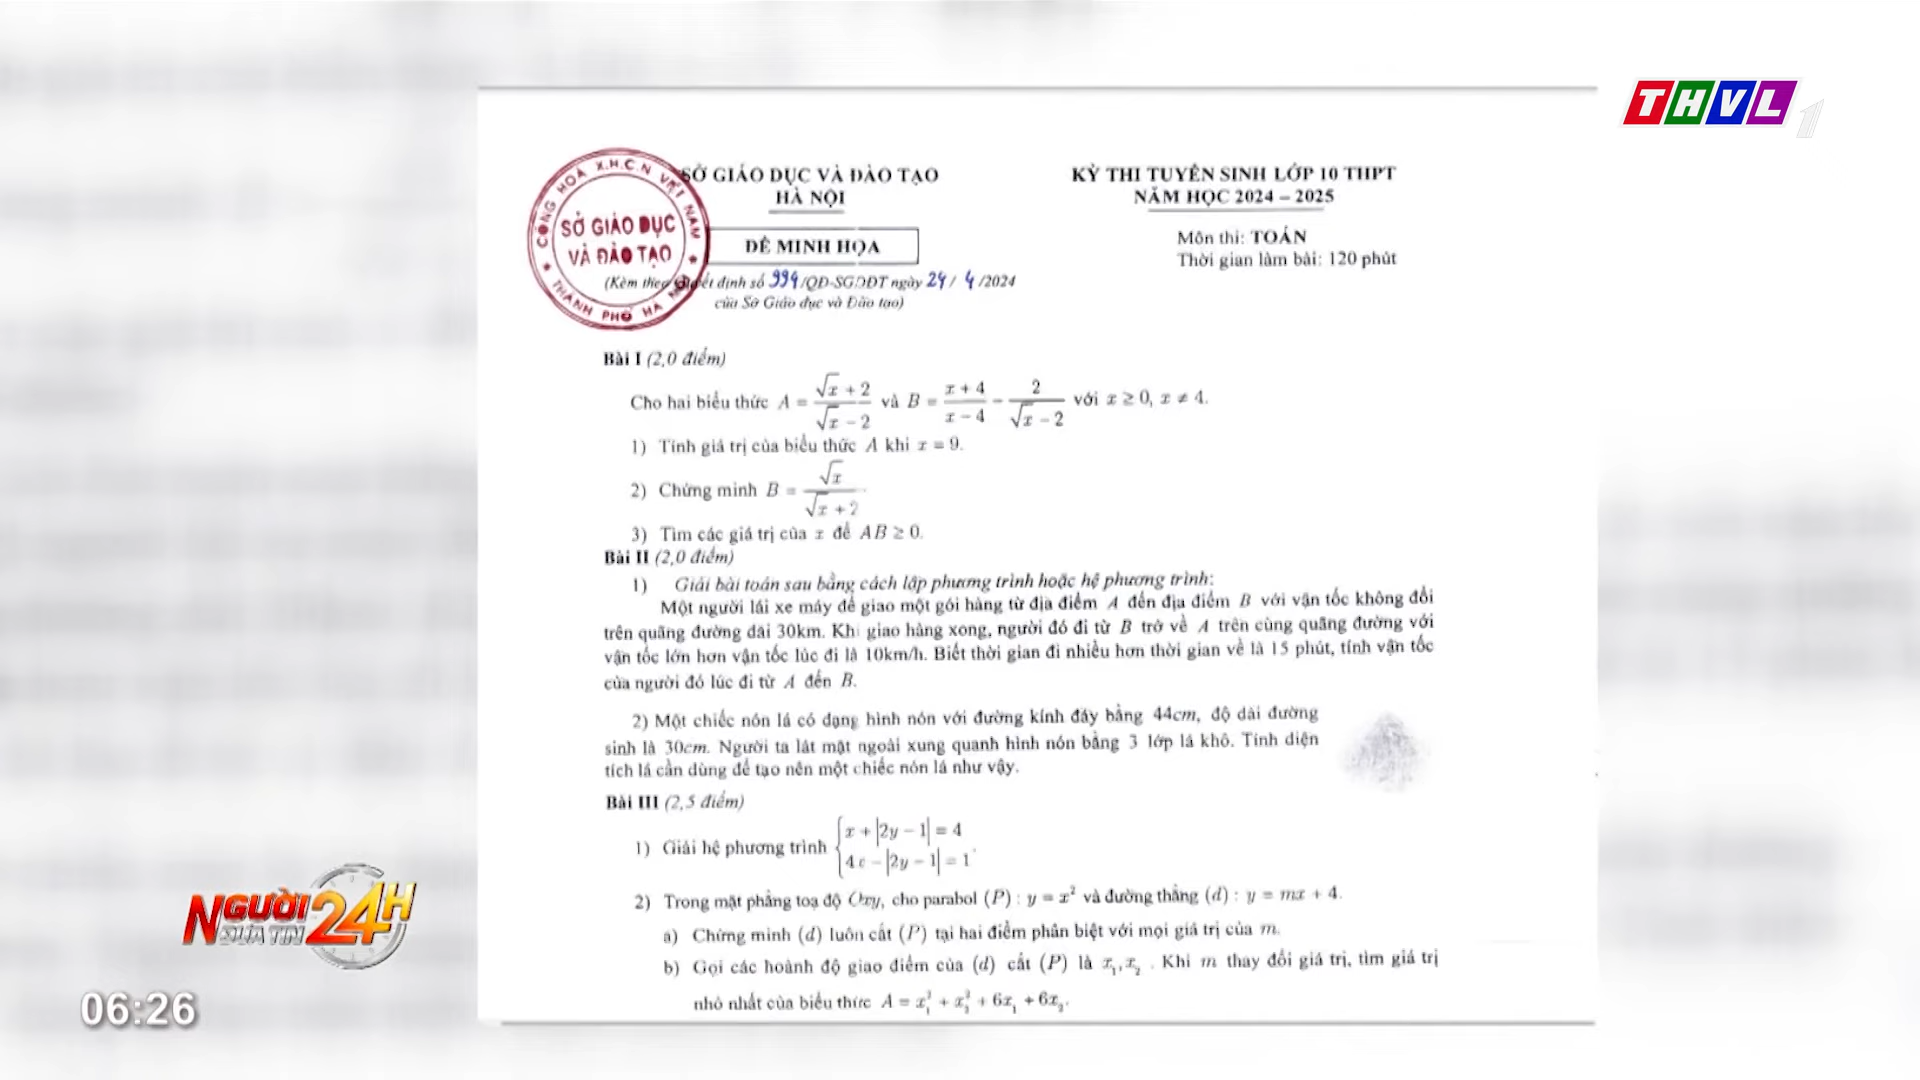 THVL 1
CỘNG HOÀ X.H.C.N VIỆT NAM
SỞ GIÁO DỤC
VÀ ĐÀO TẠO
THÀNH PHỐ HÀ NỘI
SỞ GIÁO DỤC VÀ ĐÀO TẠO
HÀ NỘI
KỲ THI TUYỂN SINH LỚP 10 THPT
NĂM HỌC 2024 – 2025
ĐỀ MINH HỌA
Môn thi: TOÁN
Thời gian làm bài: 120 phút
(Kèm theo Quyết định số 994/QĐ-SGDĐT ngày 24/ 4 /2024
của Sở Giáo dục và Đào tạo)
Bài I (2,0 điểm)
Cho hai biểu thức A = (√x + 2)/(√x − 2) và B = (x + 4)/(x − 4) − 2/(√x − 2) với x ≥ 0, x ≠ 4.
1) Tính giá trị của biểu thức A khi x = 9.
2) Chứng minh B = √x/(√x + 2).
3) Tìm các giá trị của x để AB ≥ 0.
Bài II (2,0 điểm)
1) Giải bài toán sau bằng cách lập phương trình hoặc hệ phương trình:
Một người lái xe máy để giao một gói hàng từ địa điểm A đến địa điểm B với vận tốc không đổi
trên quãng đường dài 30km. Khi giao hàng xong, người đó đi từ B trở về A trên cùng quãng đường với
vận tốc lớn hơn vận tốc lúc đi là 10km/h. Biết thời gian đi nhiều hơn thời gian về là 15 phút, tính vận tốc
của người đó lúc đi từ A đến B.
2) Một chiếc nón lá có dạng hình nón với đường kính đáy bằng 44cm, độ dài đường
sinh là 30cm. Người ta lát mặt ngoài xung quanh hình nón bằng 3 lớp lá khô. Tính diện
tích lá cần dùng để tạo nên một chiếc nón lá như vậy.
Bài III (2,5 điểm)
1) Giải hệ phương trình { x + |2y − 1| = 4
4x − |2y − 1| = 1 .
2) Trong mặt phẳng toạ độ Oxy, cho parabol (P) : y = x² và đường thẳng (d) : y = mx + 4.
a) Chứng minh (d) luôn cắt (P) tại hai điểm phân biệt với mọi giá trị của m.
b) Gọi các hoành độ giao điểm của (d) cắt (P) là x₁, x₂ . Khi m thay đổi giá trị, tìm giá trị
nhỏ nhất của biểu thức A = x₁² + x₂² + 6x₁ + 6x₂.
NGƯỜI
ĐƯA TIN
24H
06:26